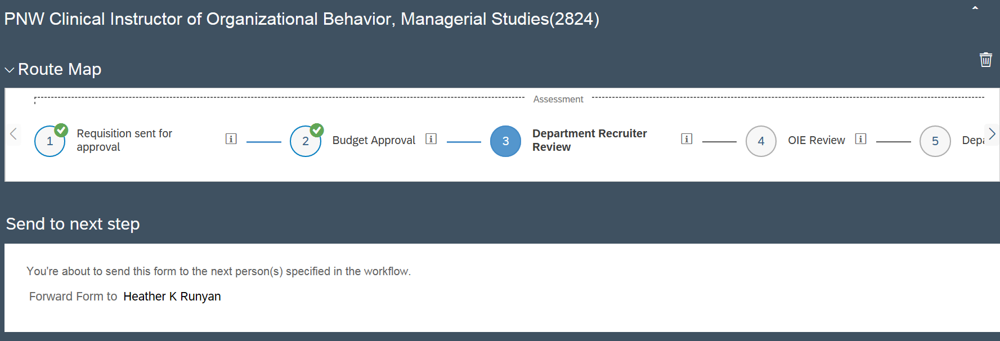 PNW Clinical Instructor of Organizational Behavior, Managerial Studies(2824)
Route Map
Assessment
1
Requisition sent for
approval
2
Budget Approval
3
Department Recruiter
Review
4
OIE Review
5
Depa
Send to next step
You're about to send this form to the next person(s) specified in the workflow.
Forward Form to Heather K Runyan